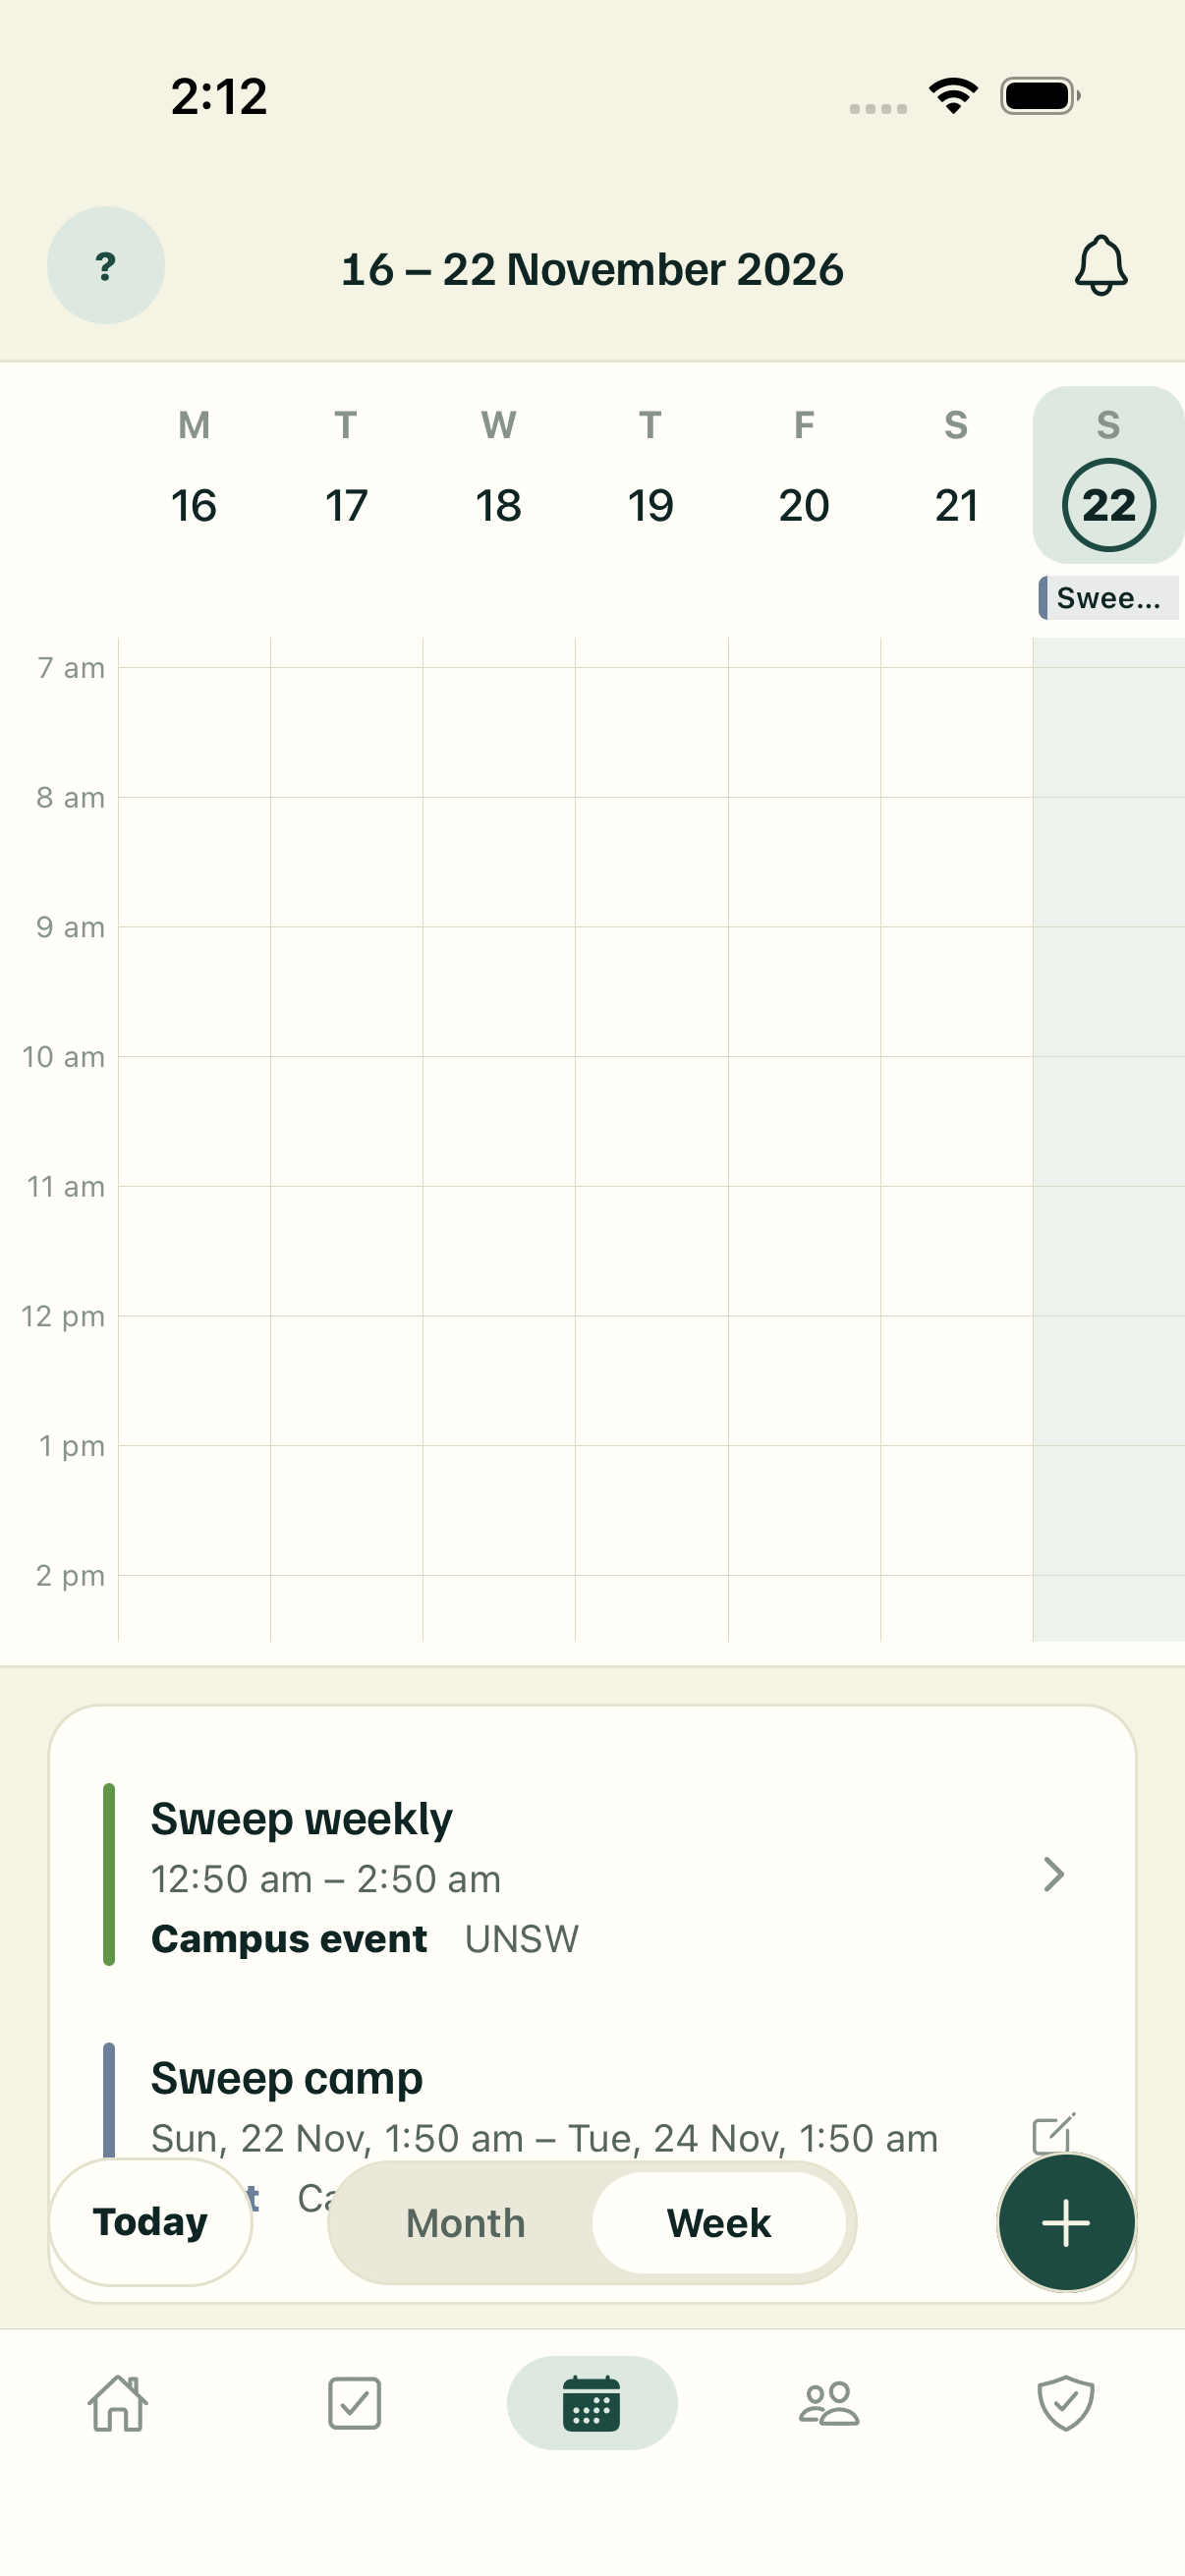 2:12
?
16 – 22 November 2026
M T W T F S S
16 17 18 19 20 21 22
Swee...
7 am
8 am
9 am
10 am
11 am
12 pm
1 pm
2 pm
Sweep weekly
12:50 am – 2:50 am
Campus event UNSW
Sweep camp
Sun, 22 Nov, 1:50 am – Tue, 24 Nov, 1:50 am
Today Month Week